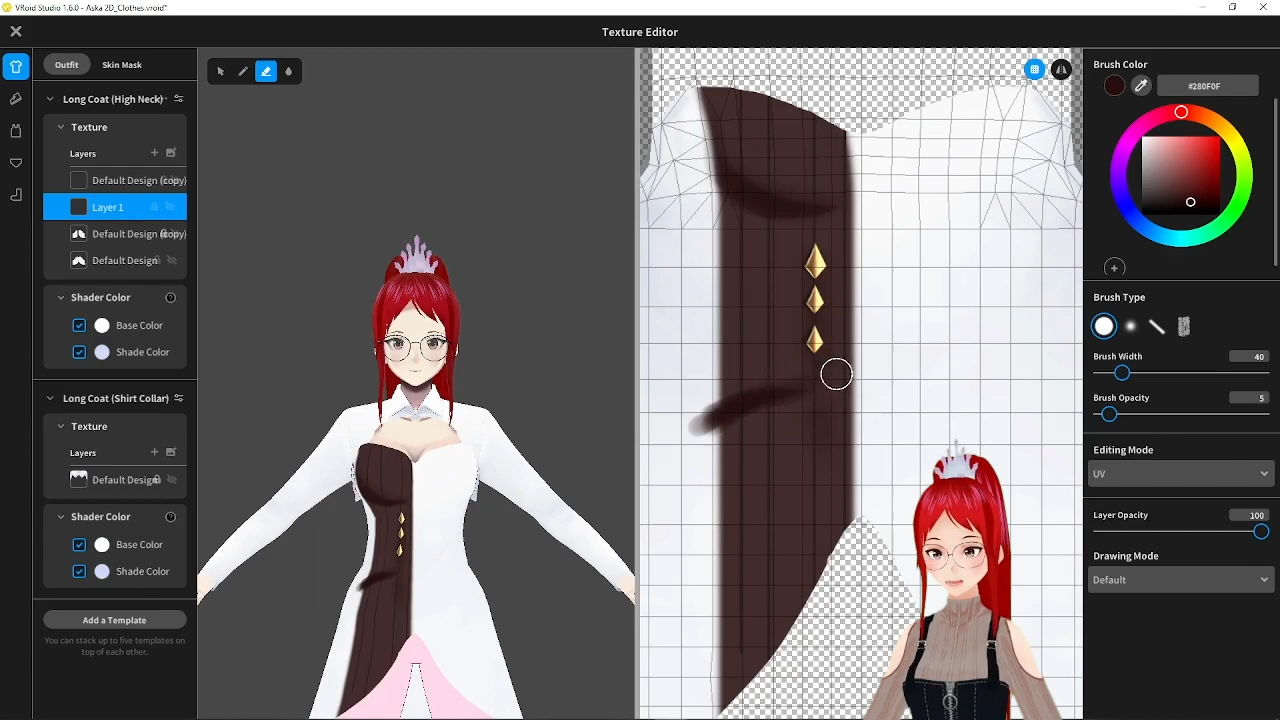 VRoid Studio 1.6.0 - Aska 2D_Clothes.vroid*
Texture Editor
Outfit
Skin Mask
Long Coat (High Neck)
Texture
Layers
Default Design (copy)
Layer 1
Default Design (copy)
Default Design
Shader Color
Base Color
Shade Color
Long Coat (Shirt Collar)
Texture
Layers
Default Design
Shader Color
Base Color
Shade Color
Add a Template
You can stack up to five templates on
top of each other.
Brush Color
#280F0F
Brush Type
Brush Width
40
Brush Opacity
5
Editing Mode
UV
Layer Opacity
100
Drawing Mode
Default